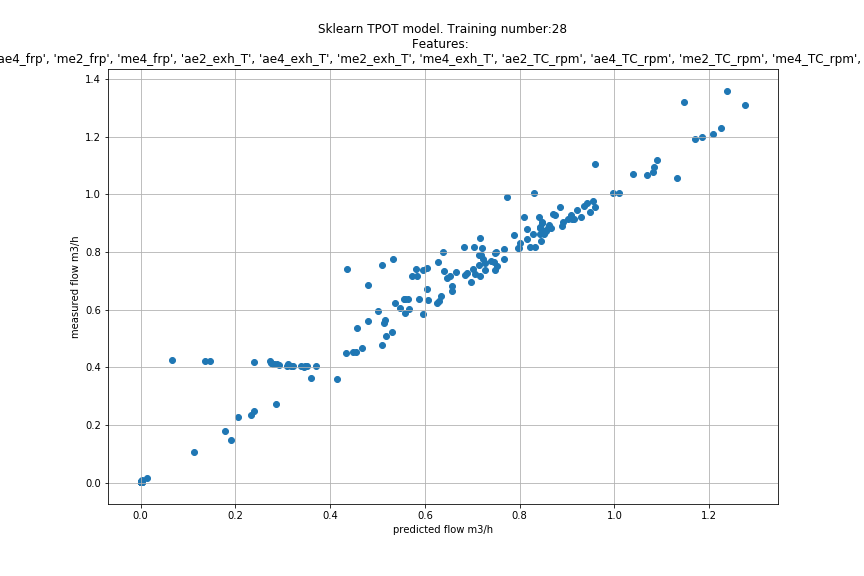 Sklearn TPOT model. Training number:28
Features:
ae4_frp', 'me2_frp', 'me4_frp', 'ae2_exh_T', 'ae4_exh_T', 'me2_exh_T', 'me4_exh_T', 'ae2_TC_rpm', 'ae4_TC_rpm', 'me2_TC_rpm', 'me4_TC_rpm',
1.4
1.2
1.0
0.8
0.6
0.4
0.2
0.0
measured flow m3/h
0.0 0.2 0.4 0.6 0.8 1.0 1.2
predicted flow m3/h